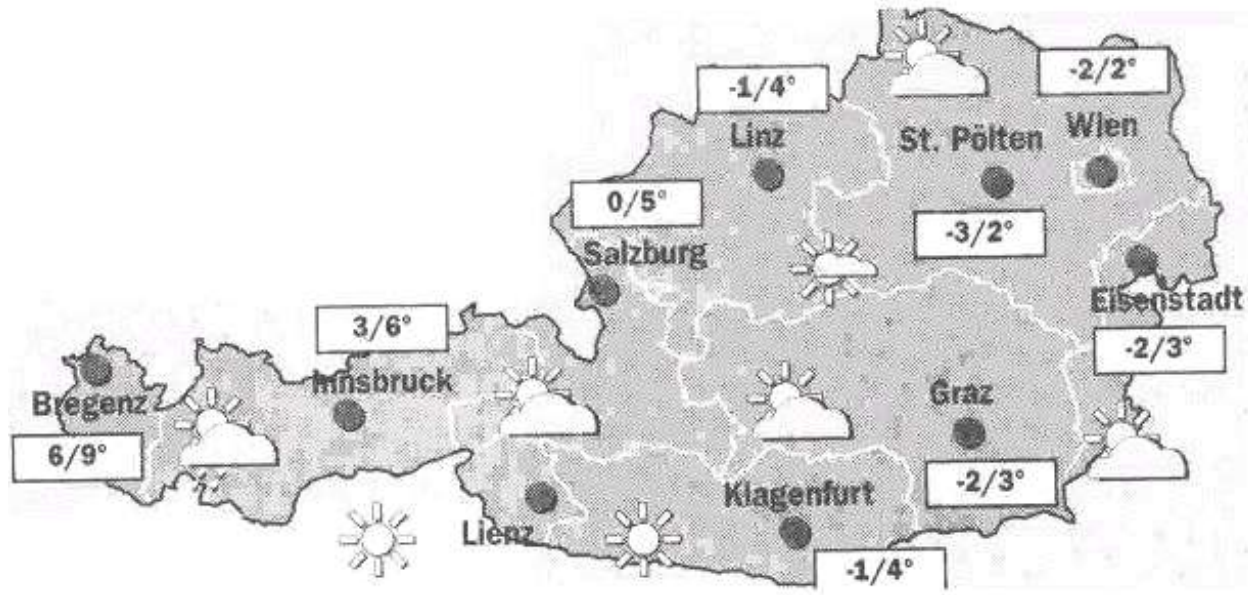 -2/2°
-1/4°
Linz
St. Pölten
Wien
0/5°
-3/2°
Salzburg
Eisenstadt
3/6°
-2/3°
Innsbruck
Bregenz
Graz
6/9°
-2/3°
Klagenfurt
Lienz
-1/4°